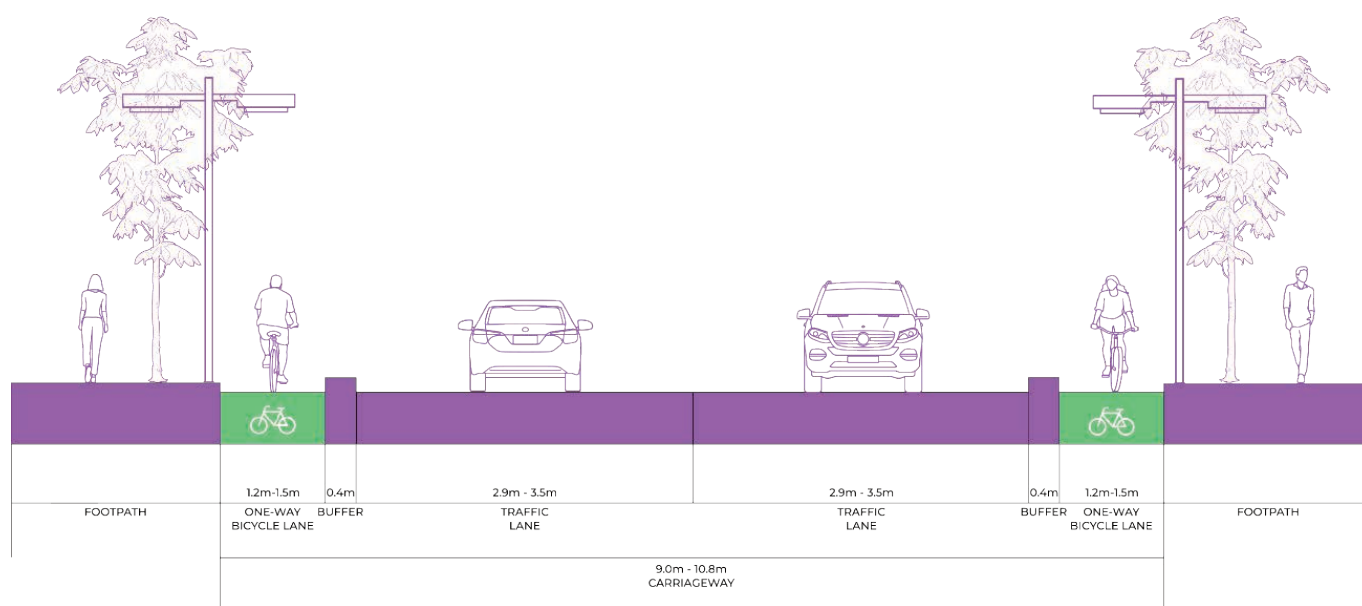 1.2m-1.5m 0.4m 2.9m - 3.5m 2.9m - 3.5m 0.4m 1.2m-1.5m
FOOTPATH ONE-WAY BUFFER TRAFFIC TRAFFIC BUFFER ONE-WAY FOOTPATH
BICYCLE LANE LANE LANE BICYCLE LANE
9.0m - 10.8m
CARRIAGEWAY